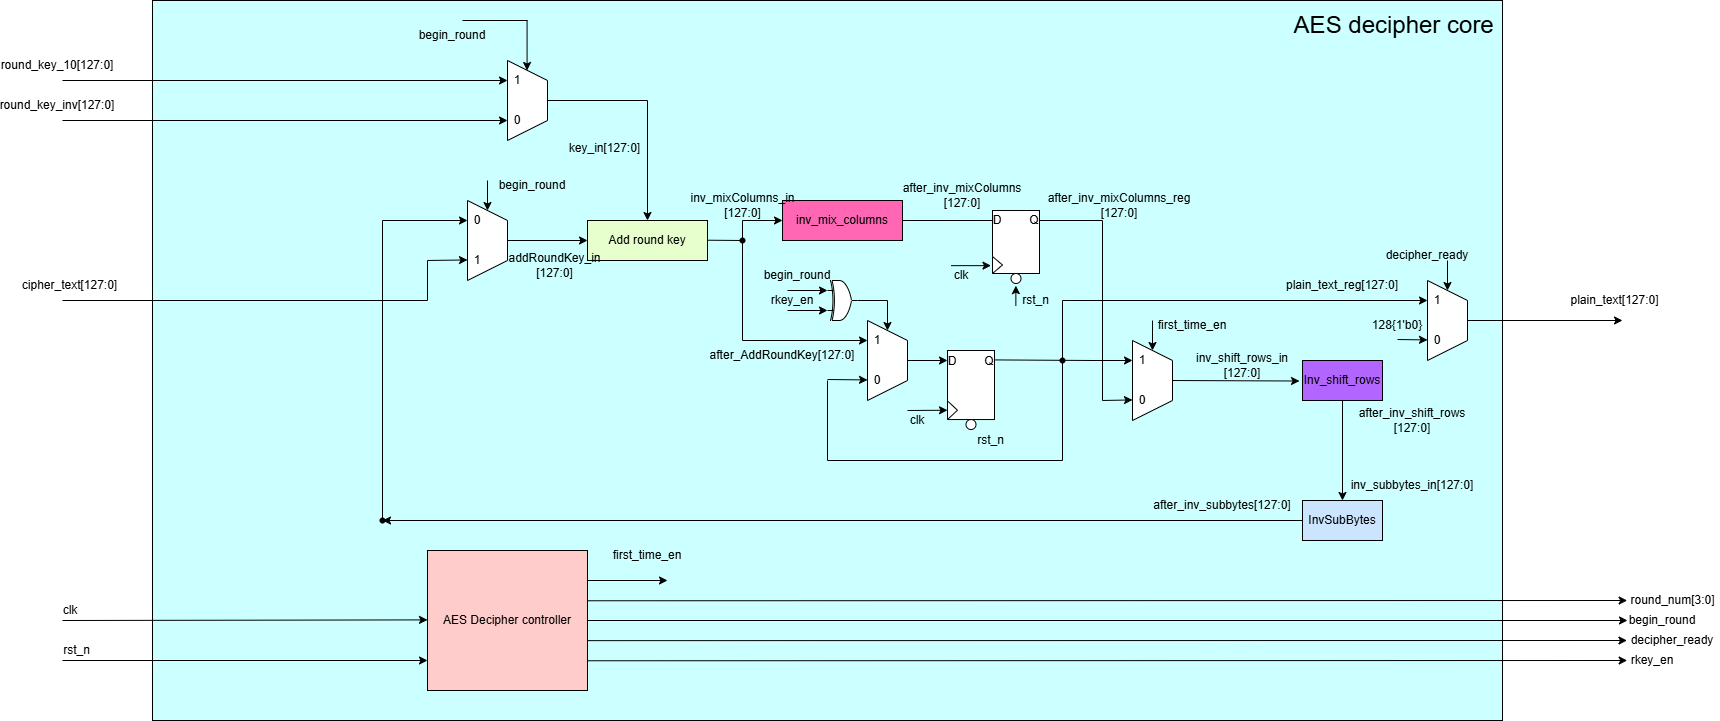 AES decipher core
begin_round
round_key_10[127:0]
1
round_key_inv[127:0]
0
key_in[127:0]
begin_round
0
1
addRoundKey_in
[127:0]
cipher_text[127:0]
Add round key
inv_mixColumns_in
[127:0]
inv_mix_columns
after_inv_mixColumns
[127:0]
D
Q
clk
rst_n
after_inv_mixColumns_reg
[127:0]
begin_round
rkey_en
after_AddRoundKey[127:0]
1
0
D
Q
clk
rst_n
first_time_en
1
0
inv_shift_rows_in
[127:0]
Inv_shift_rows
after_inv_shift_rows
[127:0]
decipher_ready
plain_text_reg[127:0]
1
128{1'b0}
0
plain_text[127:0]
inv_subbytes_in[127:0]
after_inv_subbytes[127:0]
InvSubBytes
first_time_en
clk
AES Decipher controller
rst_n
round_num[3:0]
begin_round
decipher_ready
rkey_en